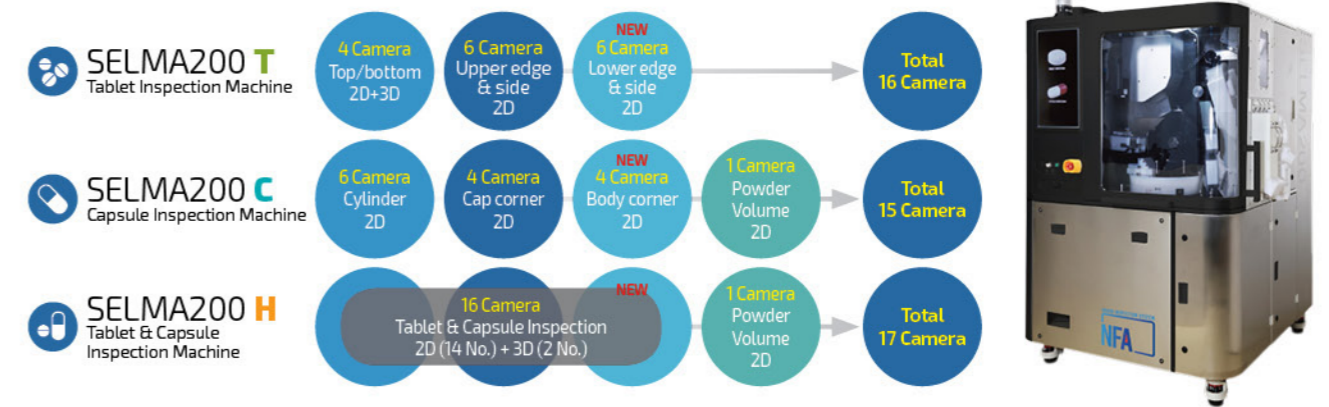 SELMA200 T
Tablet Inspection Machine
4 Camera
Top/bottom
2D+3D
6 Camera
Upper edge
& side
2D
NEW
6 Camera
Lower edge
& side
2D
Total
16 Camera
SELMA200 C
Capsule Inspection Machine
6 Camera
Cylinder
2D
4 Camera
Cap corner
2D
NEW
4 Camera
Body corner
2D
1 Camera
Powder
Volume
2D
Total
15 Camera
SELMA200 H
Tablet & Capsule
Inspection Machine
16 Camera
Tablet & Capsule Inspection
2D (14 No.) + 3D (2 No.)
NEW
1 Camera
Powder
Volume
2D
Total
17 Camera
NFA